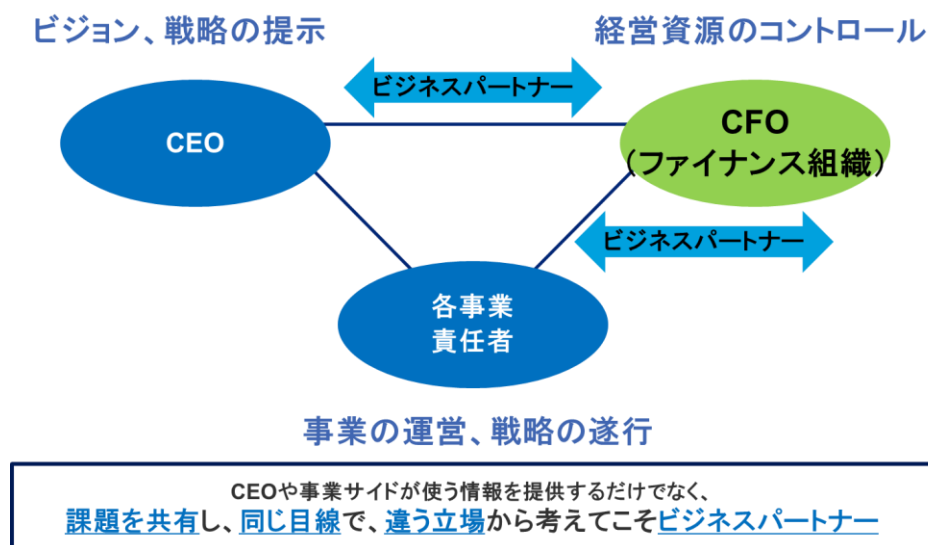 ビジョン、戦略の提示
経営資源のコントロール
ビジネスパートナー
CEO
CFO
（ファイナンス組織）
ビジネスパートナー
各事業
責任者
事業の運営、戦略の遂行
CEOや事業サイドが使う情報を提供するだけでなく、
課題を共有し、同じ目線で、違う立場から考えてこそビジネスパートナー